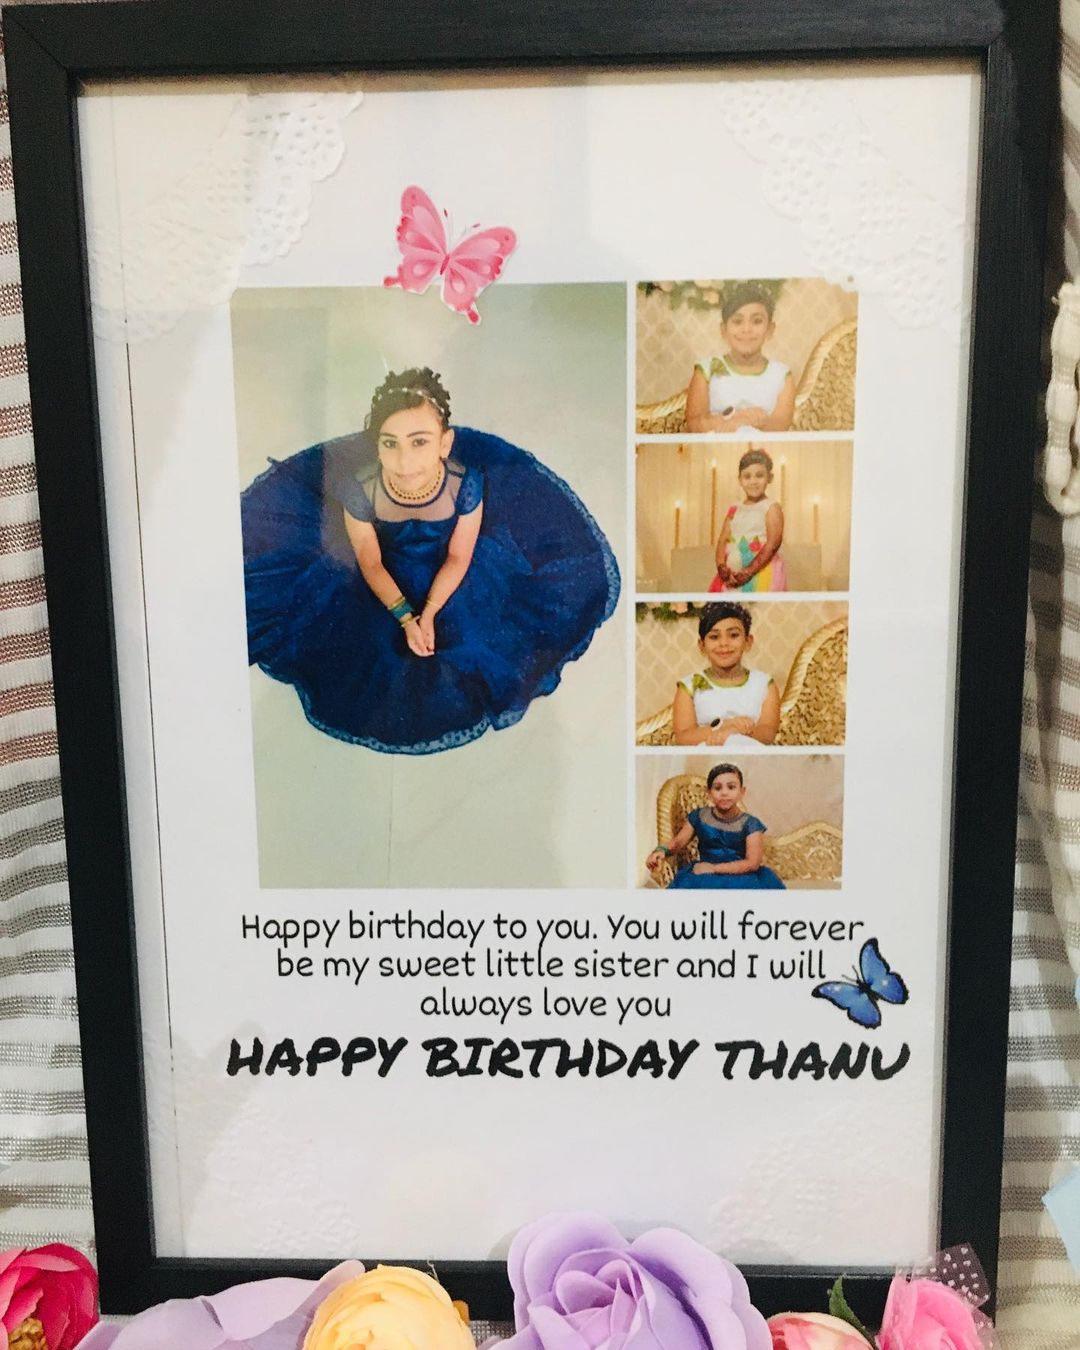 Happy birthday to you. You will forever
be my sweet little sister and I will
always love you
HAPPY BIRTHDAY THANU